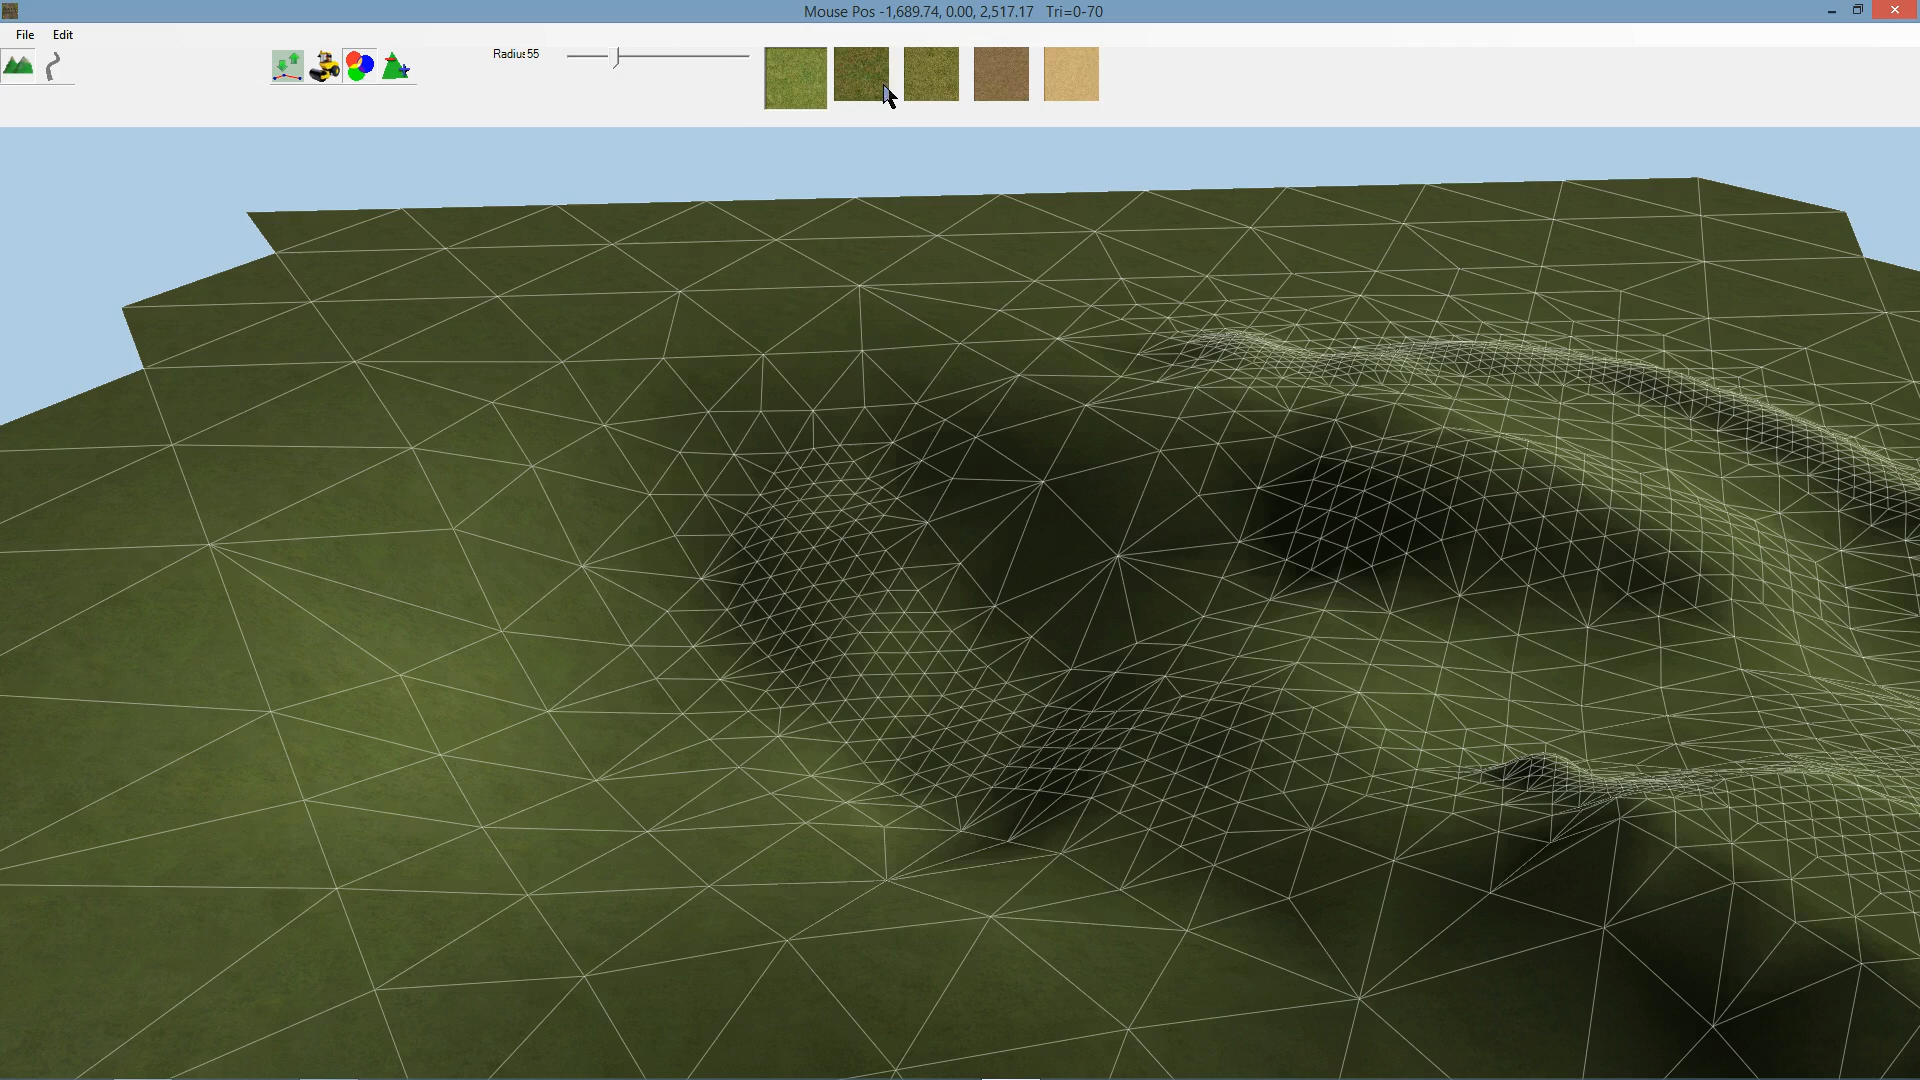 Mouse Pos -1,689.74, 0.00, 2,517.17 Tri=0-70
File Edit
Radius 55